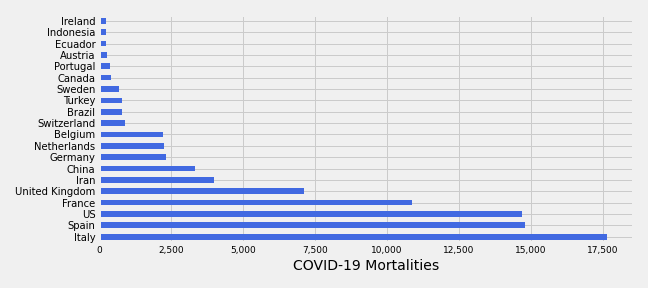 Ireland
Indonesia
Ecuador
Austria
Portugal
Canada
Sweden
Turkey
Brazil
Switzerland
Belgium
Netherlands
Germany
China
Iran
United Kingdom
France
US
Spain
Italy
0 2,500 5,000 7,500 10,000 12,500 15,000 17,500
COVID-19 Mortalities